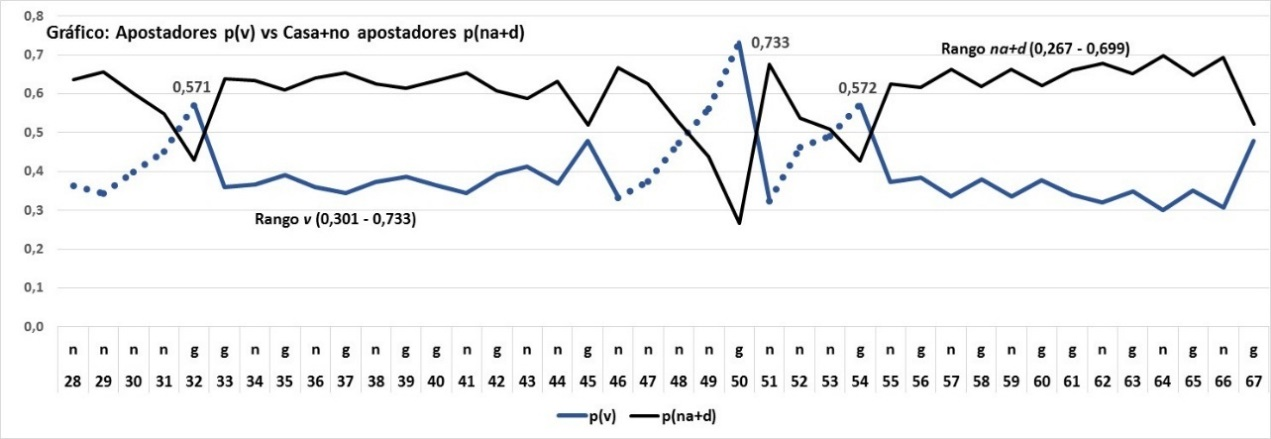 0,8
Gráfico: Apostadores p(v) vs Casa+no apostadores p(na+d)
0,733
Rango na+d (0,267 - 0,699)
0,7
0,571
0,572
0,6
0,5
0,4
0,3
Rango v (0,301 - 0,733)
0,2
0,1
0,0
n n n n g g n g n g n g g n g n n g n n n n g n n n g g g n g n g g n g n g n g
28 29 30 31 32 33 34 35 36 37 38 39 40 41 42 43 44 45 46 47 48 49 50 51 52 53 54 55 56 57 58 59 60 61 62 63 64 65 66 67
p(v) p(na+d)